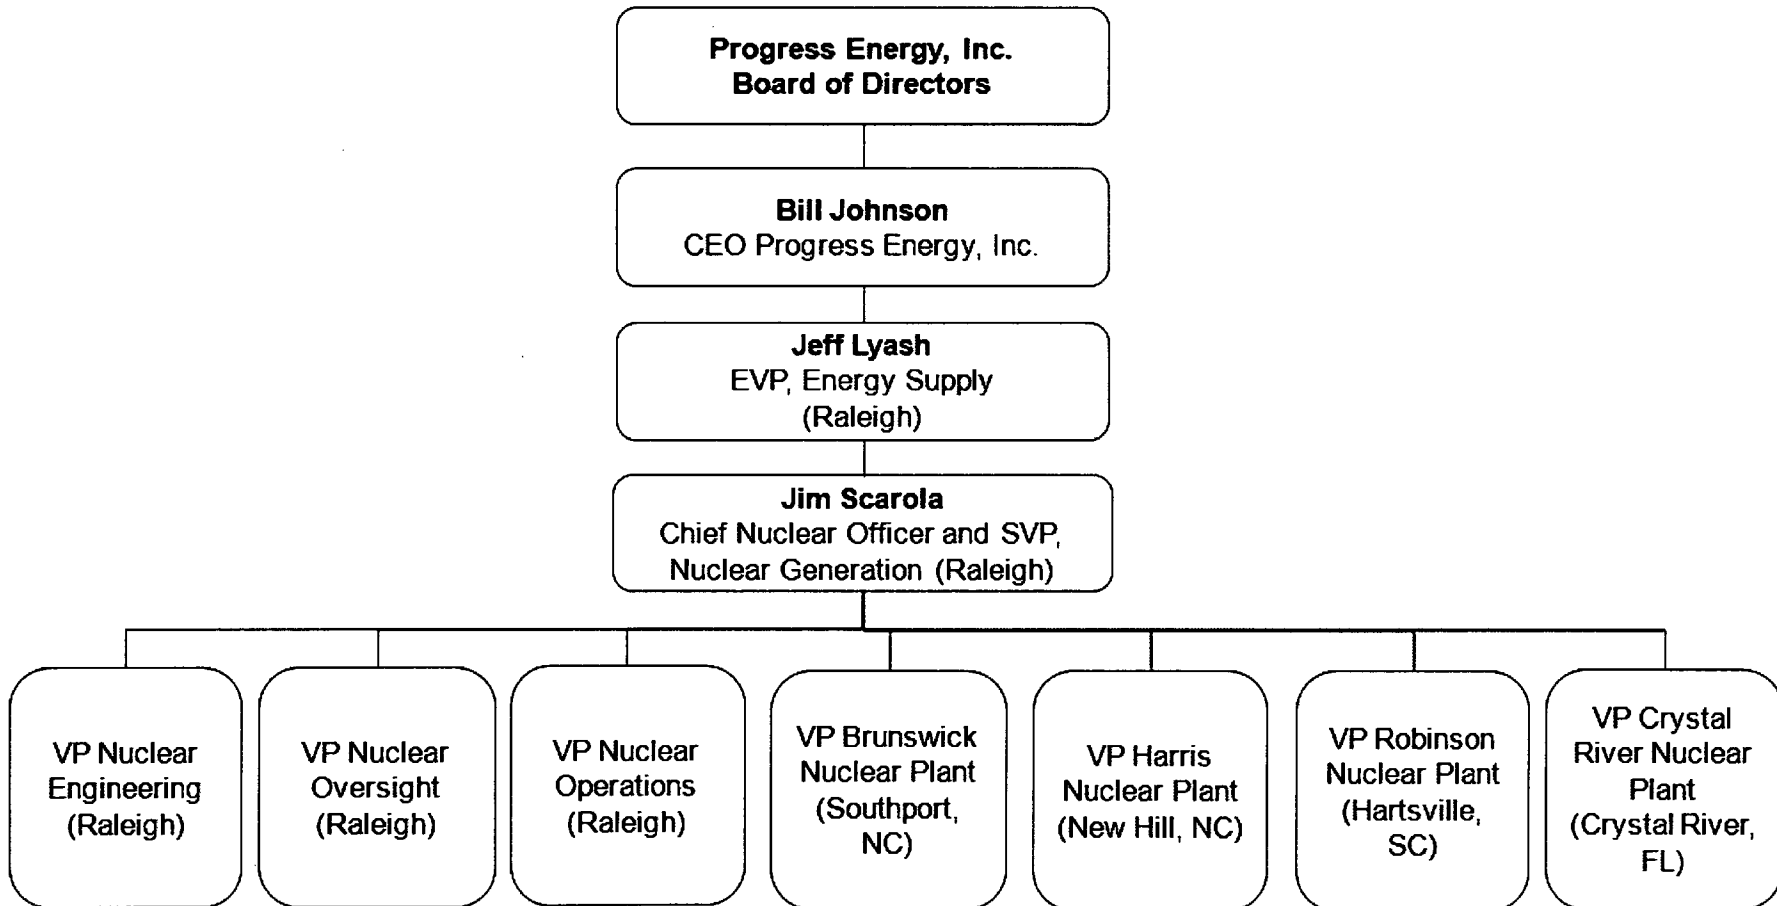 Progress Energy, Inc.
Board of Directors
Bill Johnson
CEO Progress Energy, Inc.
Jeff Lyash
EVP, Energy Supply
(Raleigh)
Jim Scarola
Chief Nuclear Officer and SVP,
Nuclear Generation (Raleigh)
VP Nuclear
Engineering
(Raleigh)
VP Nuclear
Oversight
(Raleigh)
VP Nuclear
Operations
(Raleigh)
VP Brunswick
Nuclear Plant
(Southport,
NC)
VP Harris
Nuclear Plant
(New Hill, NC)
VP Robinson
Nuclear Plant
(Hartsville,
SC)
VP Crystal
River Nuclear
Plant
(Crystal River,
FL)